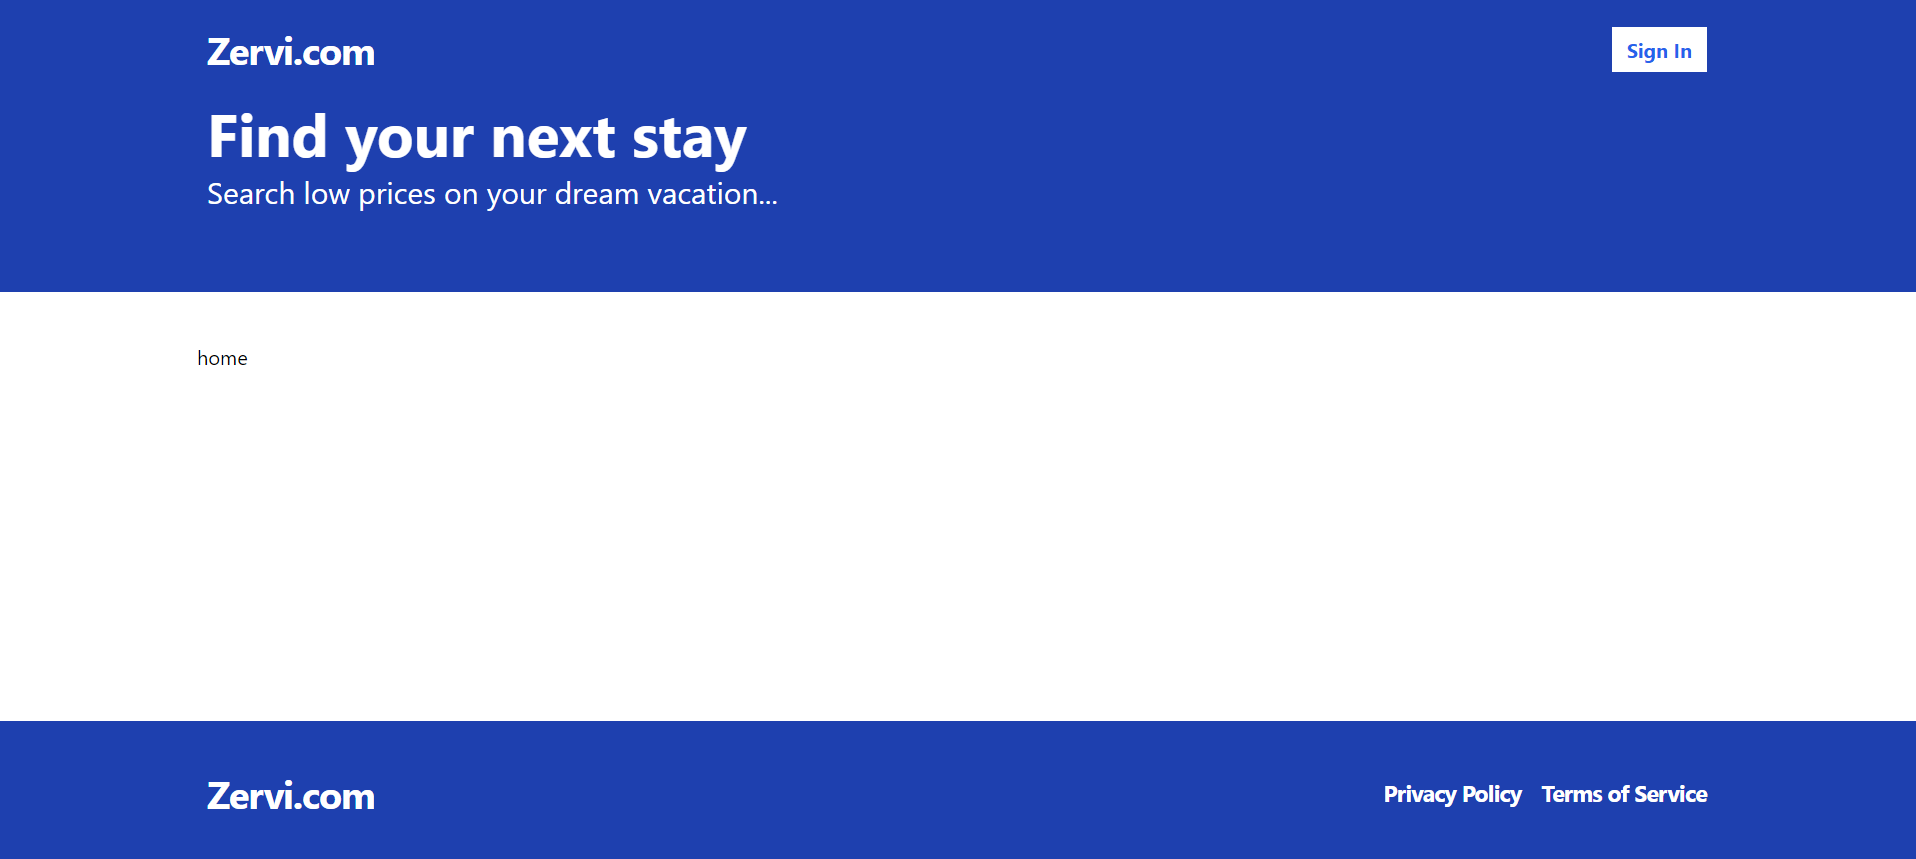 Zervi.com
Sign In
Find your next stay
Search low prices on your dream vacation...
home
Zervi.com
Privacy Policy
Terms of Service